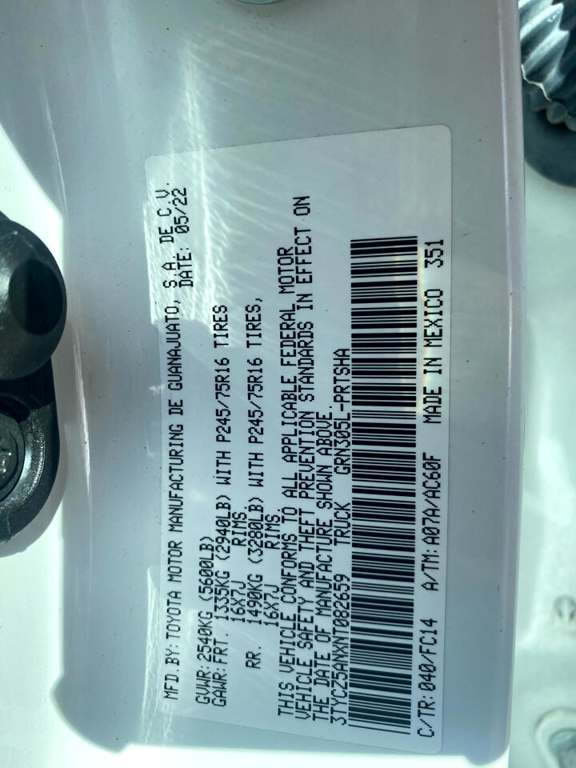 MFD.BY: TOYOTA MOTOR MANUFACTURING DE GUANAJUATO, S.A. DE C.V.
DATE: 05/22
GVWR: 2540KG (5600LB)
GAWR: FRT. 1335KG (2940LB) WITH P245/75R16 TIRES
16X7J RIMS
RR. 1490KG (3280LB) WITH P245/75R16 TIRES,
16X7J RIMS
THIS VEHICLE CONFORMS TO ALL APPLICABLE FEDERAL MOTOR
VEHICLE SAFETY AND THEFT PREVENTION STANDARDS IN EFFECT ON
THE DATE OF MANUFACTURE SHOWN ABOVE.
3TYCZ5ANXNT082659 TRUCK GRN305L-PRTSHA
C/TR: 040/FC14 A/TM: A07A/AC60F MADE IN MEXICO 351